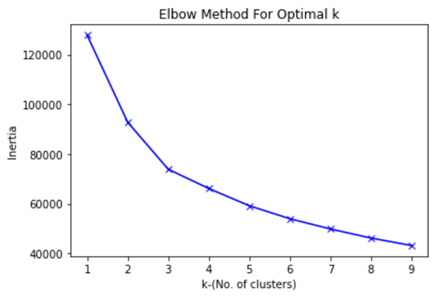 Elbow Method For Optimal k
120000
100000
80000
60000
40000
Inertia
1 2 3 4 5 6 7 8 9
k-(No. of clusters)